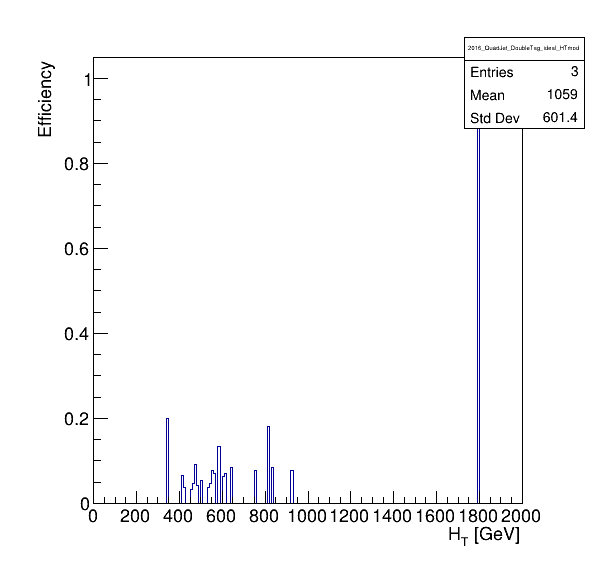 2016_QuadJet_DoubleTag_ideal_HTmod
Entries 3
Mean 1059
Std Dev 601.4
Efficiency
1
0.8
0.6
0.4
0.2
0
0 200 400 600 800 1000 1200 1400 1600 1800 2000
H_T [GeV]